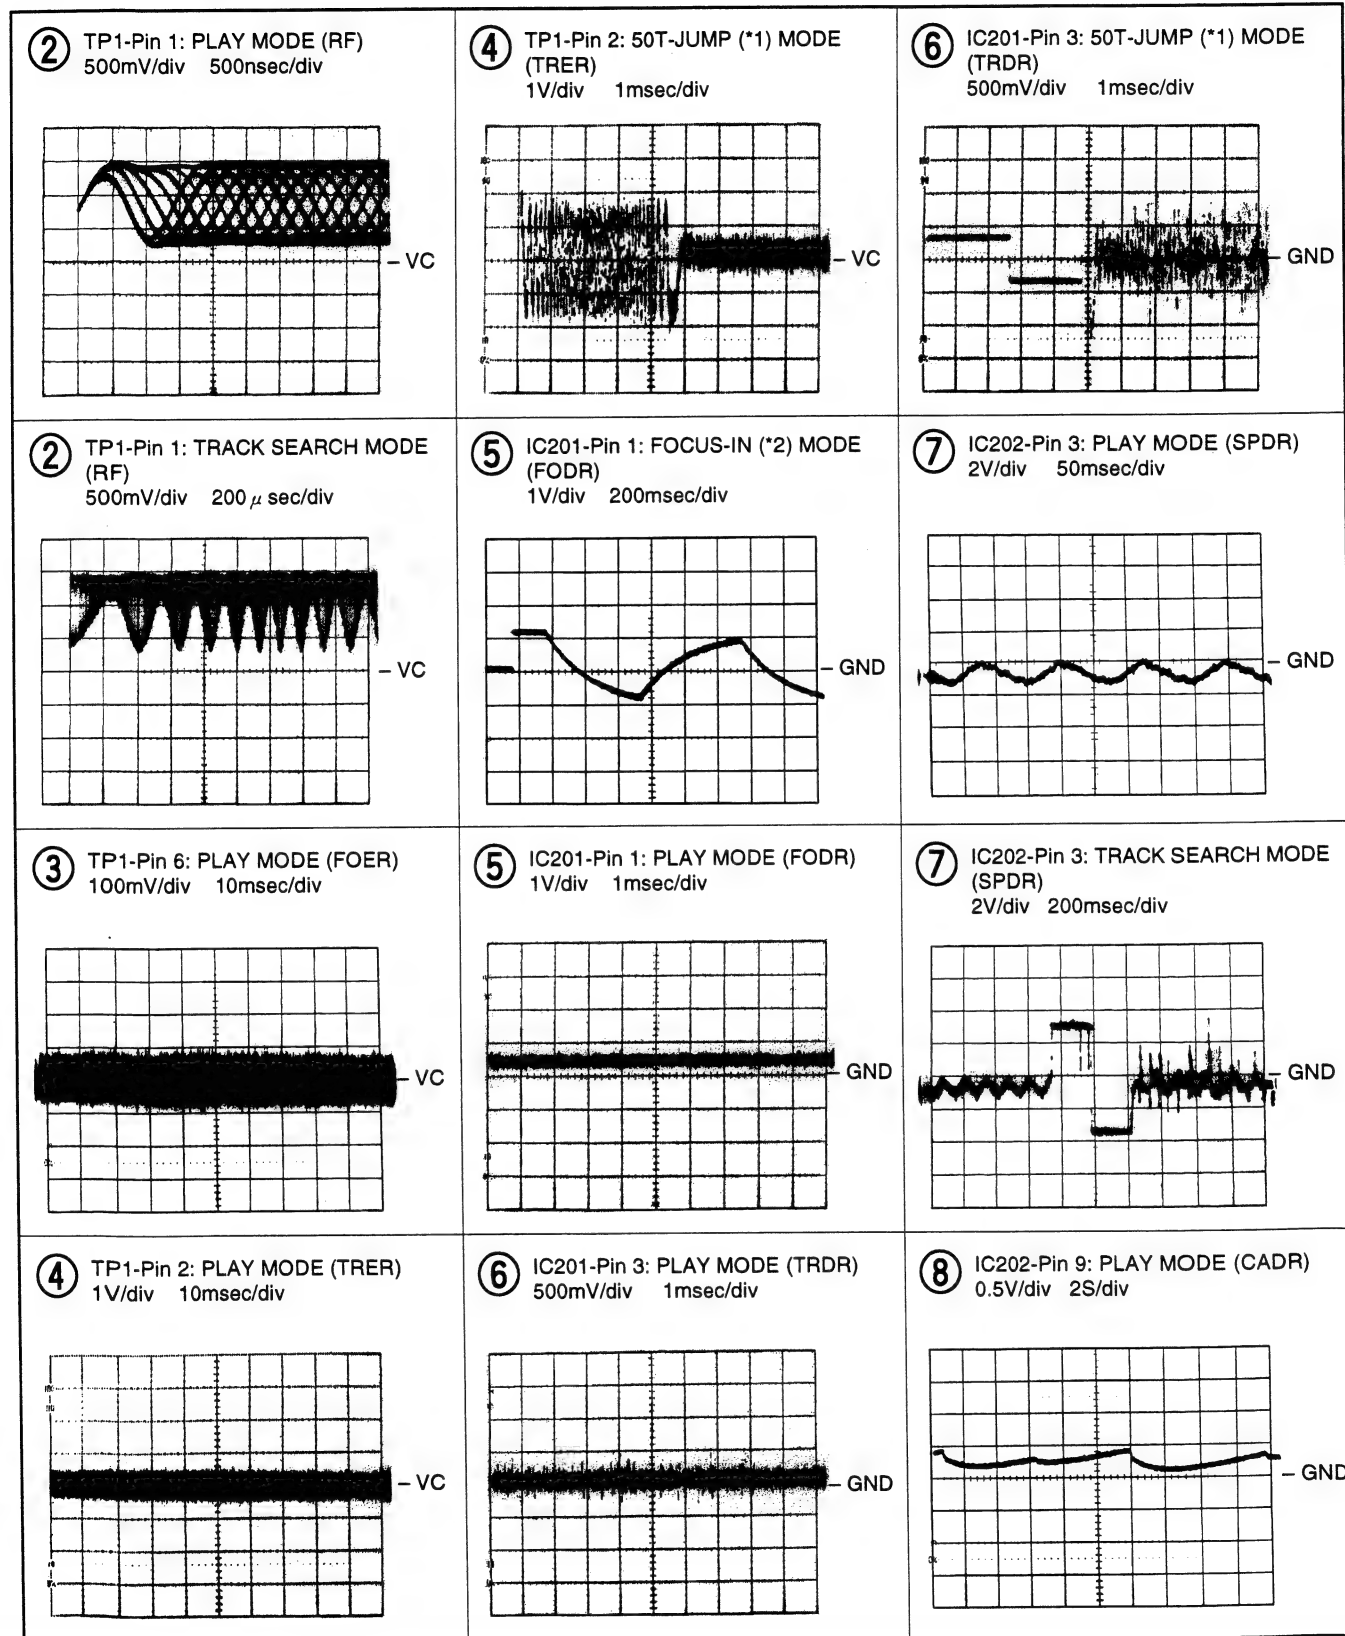 ② TP1-Pin 1: PLAY MODE (RF)
500mV/div 500nsec/div
– VC
④ TP1-Pin 2: 50T-JUMP (*1) MODE
(TRER)
1V/div 1msec/div
– VC
⑥ IC201-Pin 3: 50T-JUMP (*1) MODE
(TRDR)
500mV/div 1msec/div
– GND
② TP1-Pin 1: TRACK SEARCH MODE
(RF)
500mV/div 200 μ sec/div
– VC
⑤ IC201-Pin 1: FOCUS-IN (*2) MODE
(FODR)
1V/div 200msec/div
– GND
⑦ IC202-Pin 3: PLAY MODE (SPDR)
2V/div 50msec/div
– GND
③ TP1-Pin 6: PLAY MODE (FOER)
100mV/div 10msec/div
– VC
⑤ IC201-Pin 1: PLAY MODE (FODR)
1V/div 1msec/div
– GND
⑦ IC202-Pin 3: TRACK SEARCH MODE
(SPDR)
2V/div 200msec/div
– GND
④ TP1-Pin 2: PLAY MODE (TRER)
1V/div 10msec/div
– VC
⑥ IC201-Pin 3: PLAY MODE (TRDR)
500mV/div 1msec/div
– GND
⑧ IC202-Pin 9: PLAY MODE (CADR)
0.5V/div 2S/div
– GND